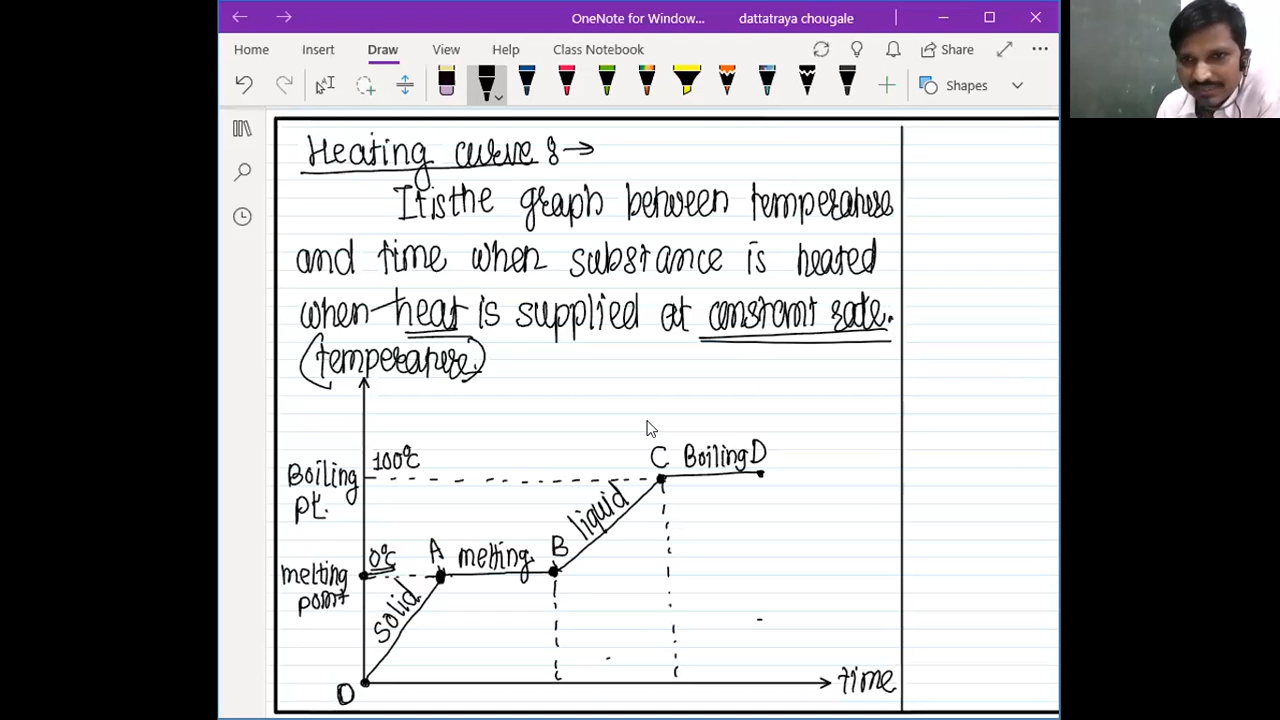 OneNote for Window... dattatraya chougale
Home Insert Draw View Help Class Notebook Share
Shapes
Heating curve :→
It is the graph between temperature
and time when substance is heated
when heat is supplied at constant rate.
(temperature)
Boiling pt.
100°C
C Boiling D
liquid
melting point
0°C
A melting B
solid
O
time